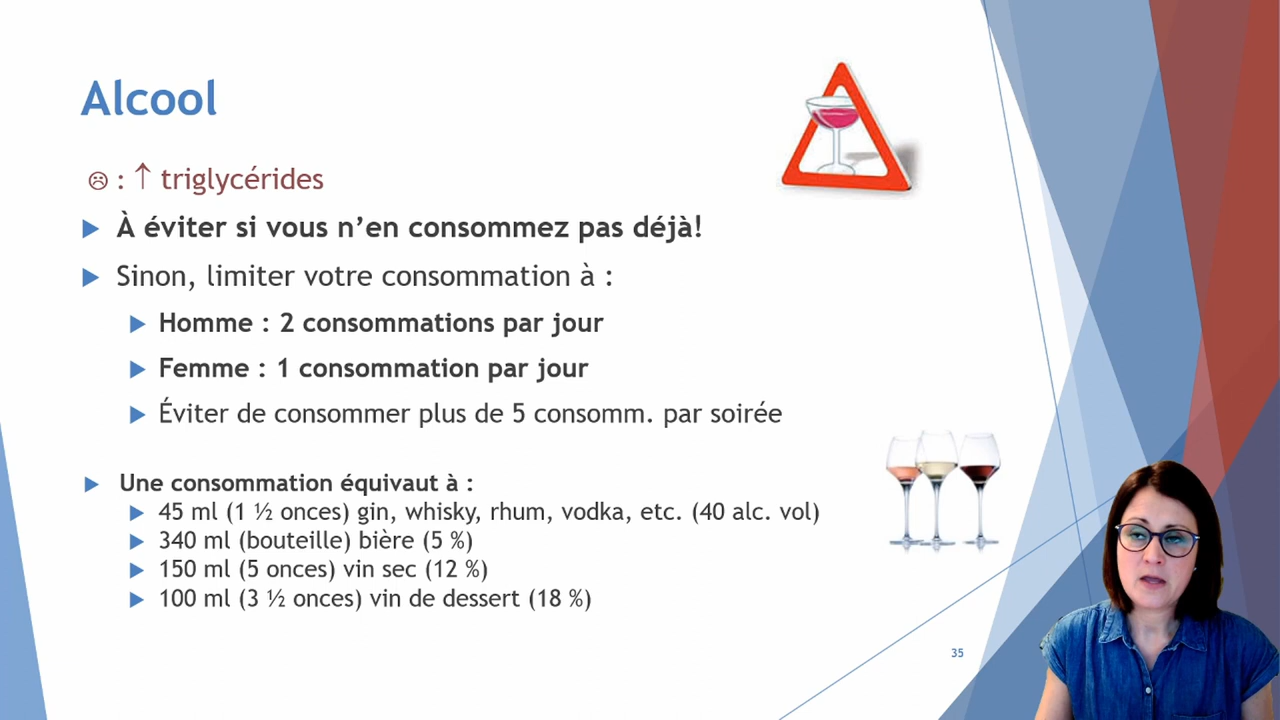 Alcool
☹ : ↑ triglycérides
À éviter si vous n’en consommez pas déjà!
Sinon, limiter votre consommation à :
Homme : 2 consommations par jour
Femme : 1 consommation par jour
Éviter de consommer plus de 5 consomm. par soirée
Une consommation équivaut à :
45 ml (1 ½ onces) gin, whisky, rhum, vodka, etc. (40 alc. vol)
340 ml (bouteille) bière (5 %)
150 ml (5 onces) vin sec (12 %)
100 ml (3 ½ onces) vin de dessert (18 %)
35